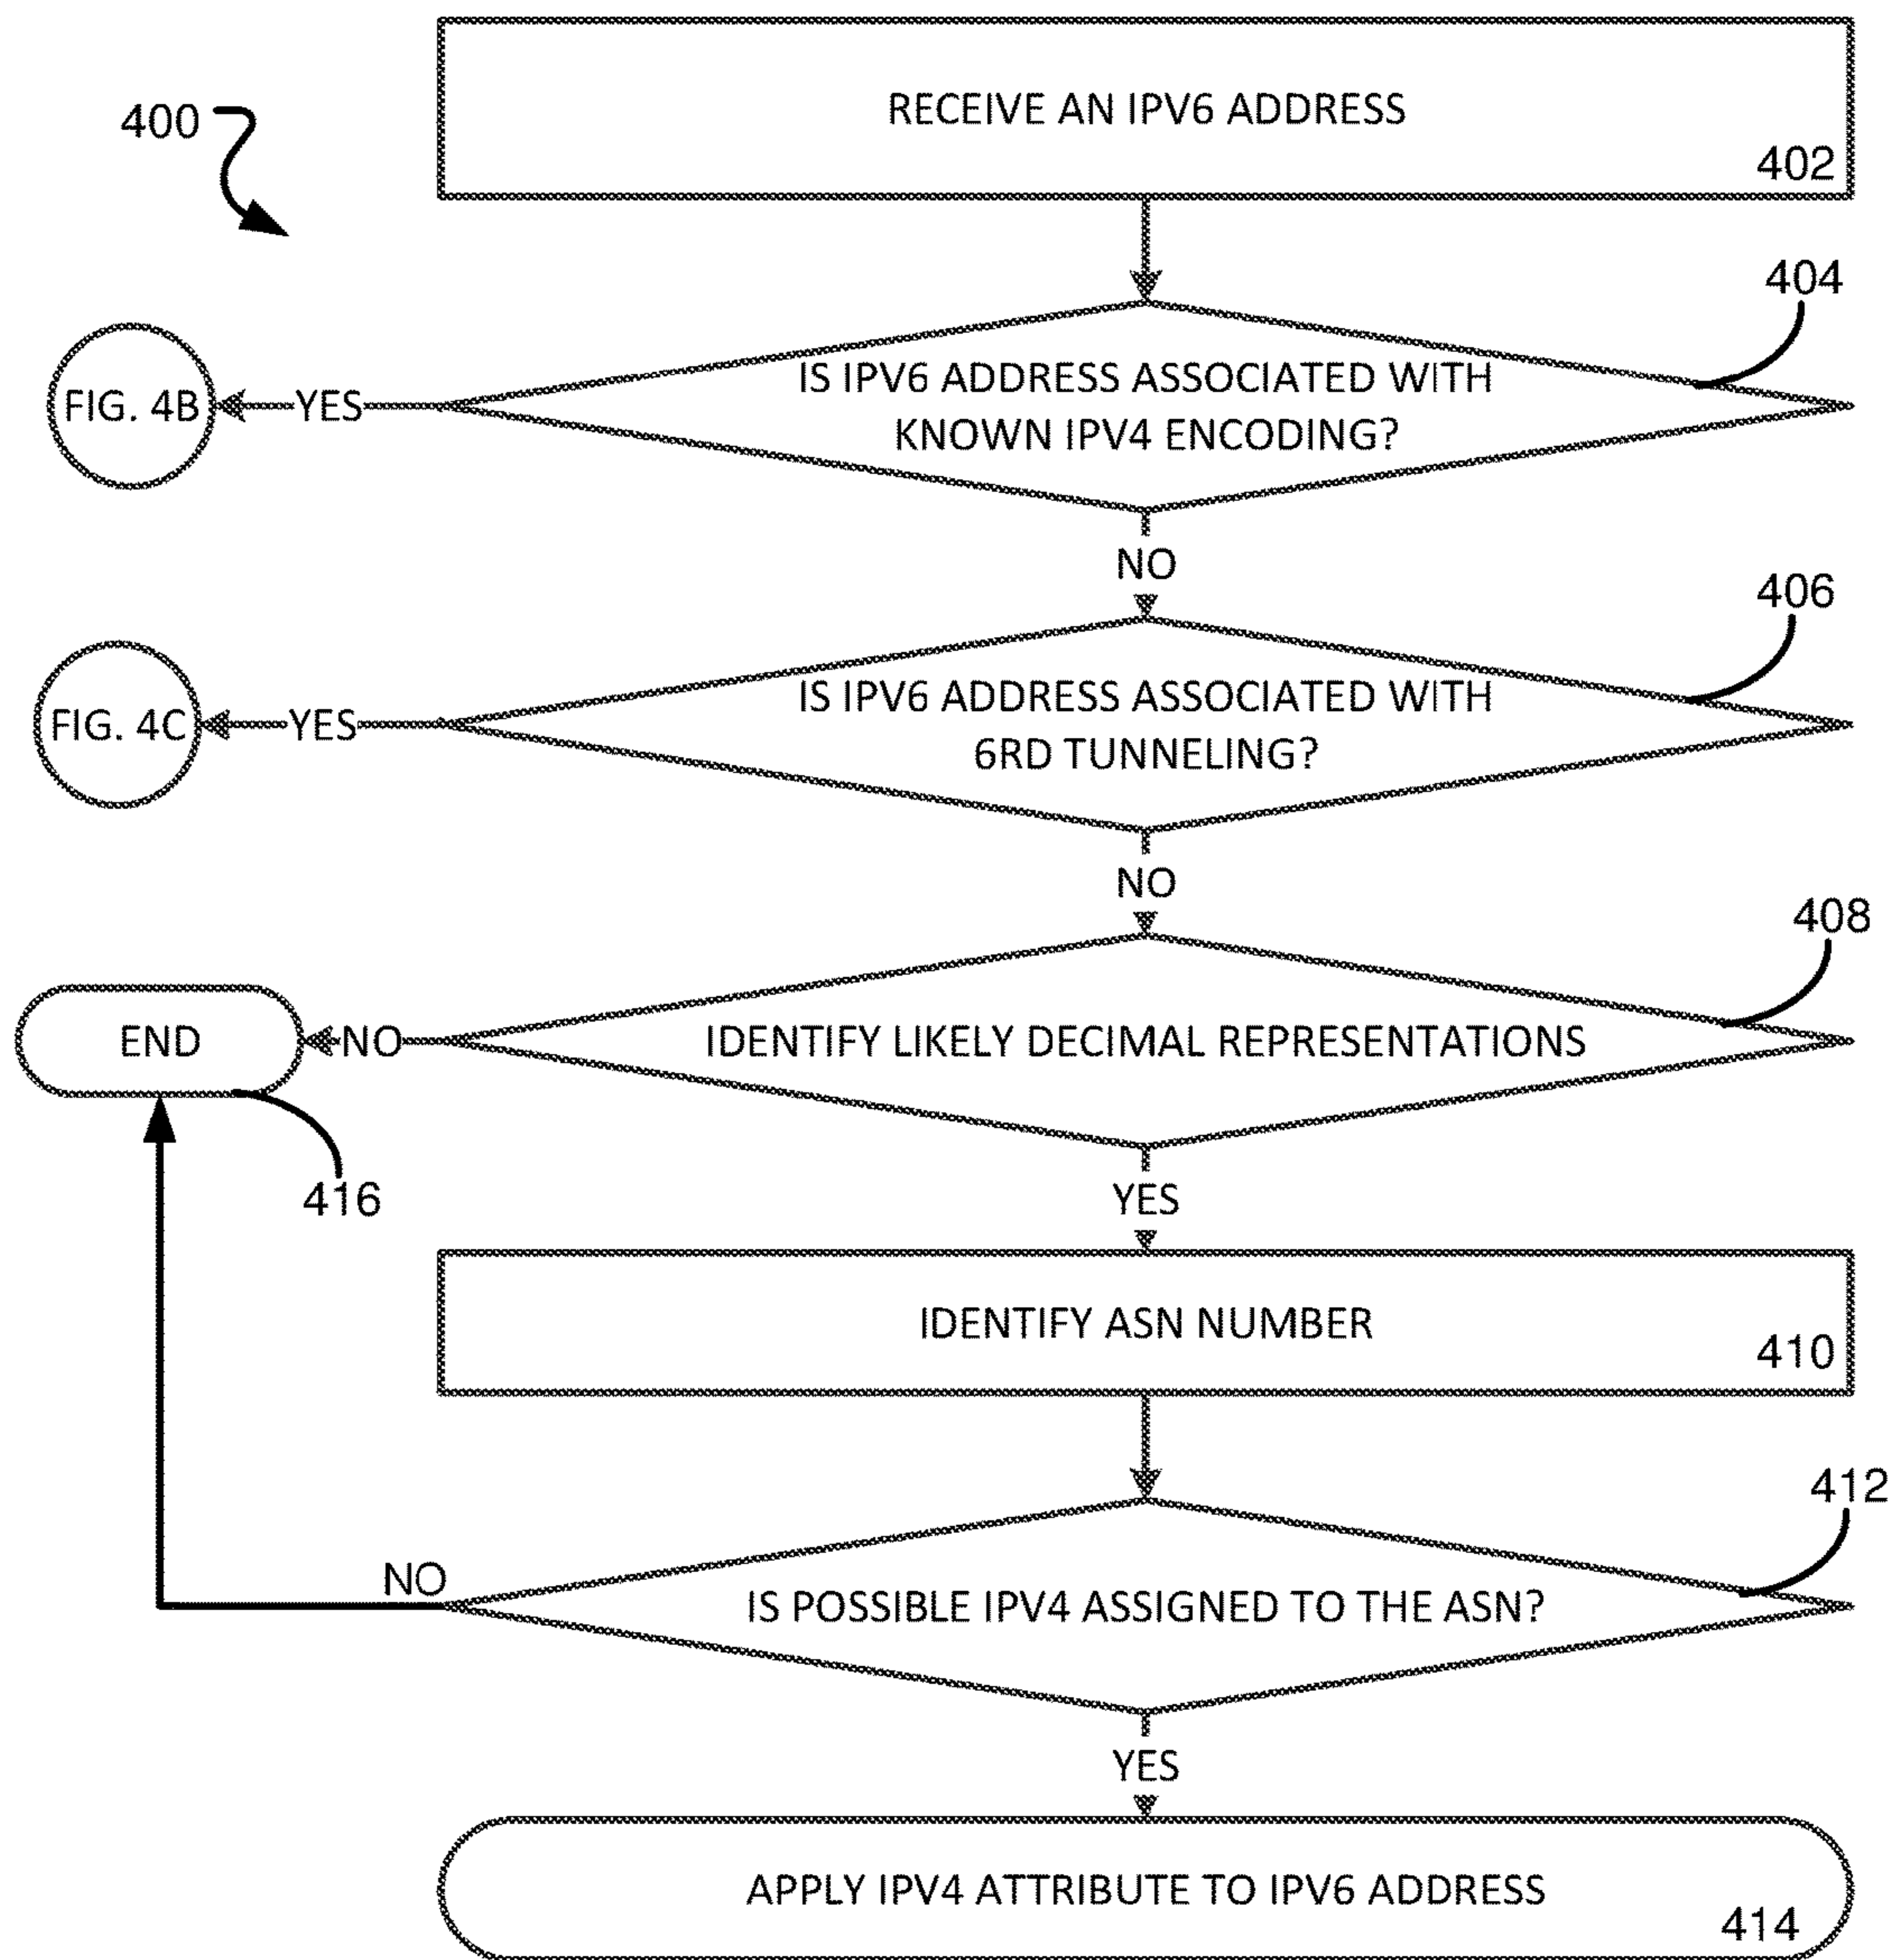 RECEIVE AN IPV6 ADDRESS
402
400
404
IS IPV6 ADDRESS ASSOCIATED WITH
KNOWN IPV4 ENCODING?
YES
FIG. 4B
NO
406
IS IPV6 ADDRESS ASSOCIATED WITH
6RD TUNNELING?
YES
FIG. 4C
NO
408
IDENTIFY LIKELY DECIMAL REPRESENTATIONS
NO
END
416
YES
IDENTIFY ASN NUMBER
410
412
IS POSSIBLE IPV4 ASSIGNED TO THE ASN?
NO
YES
APPLY IPV4 ATTRIBUTE TO IPV6 ADDRESS
414